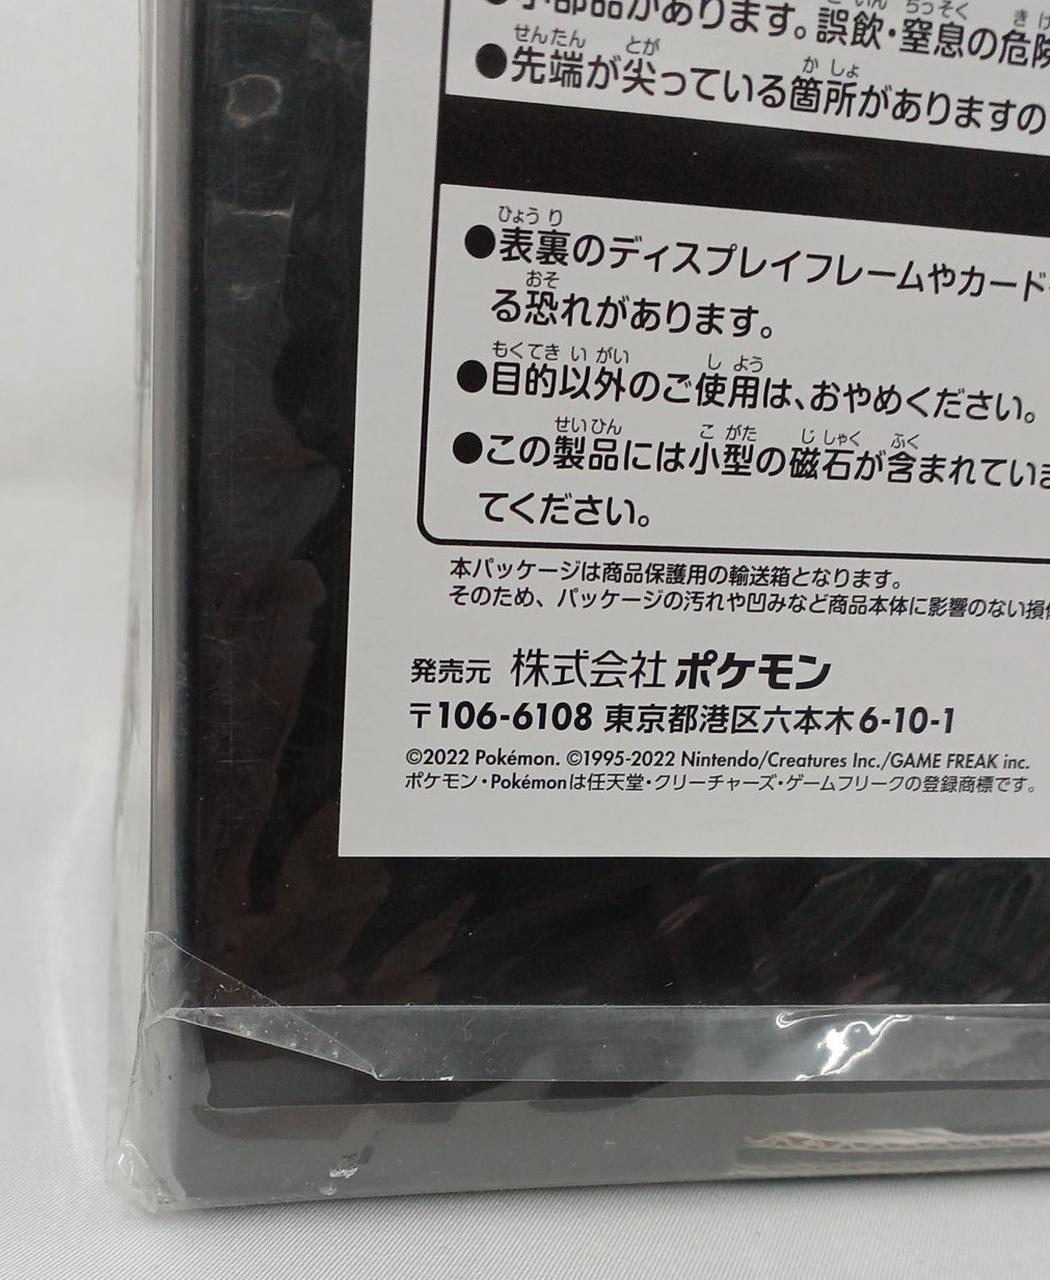 部品があります。誤飲・窒息の危険
●先端が尖っている箇所がありますの
●表裏のディスプレイフレームやカード
る恐れがあります。
●目的以外のご使用は、おやめください。
●この製品には小型の磁石が含まれていま
てください。
本パッケージは商品保護用の輸送箱となります。
そのため、パッケージの汚れや凹みなど商品本体に影響のない損傷
発売元 株式会社ポケモン
〒106-6108 東京都港区六本木6-10-1
©2022 Pokémon. ©1995-2022 Nintendo/Creatures Inc./GAME FREAK inc.
ポケモン・Pokémonは任天堂・クリーチャーズ・ゲームフリークの登録商標です。